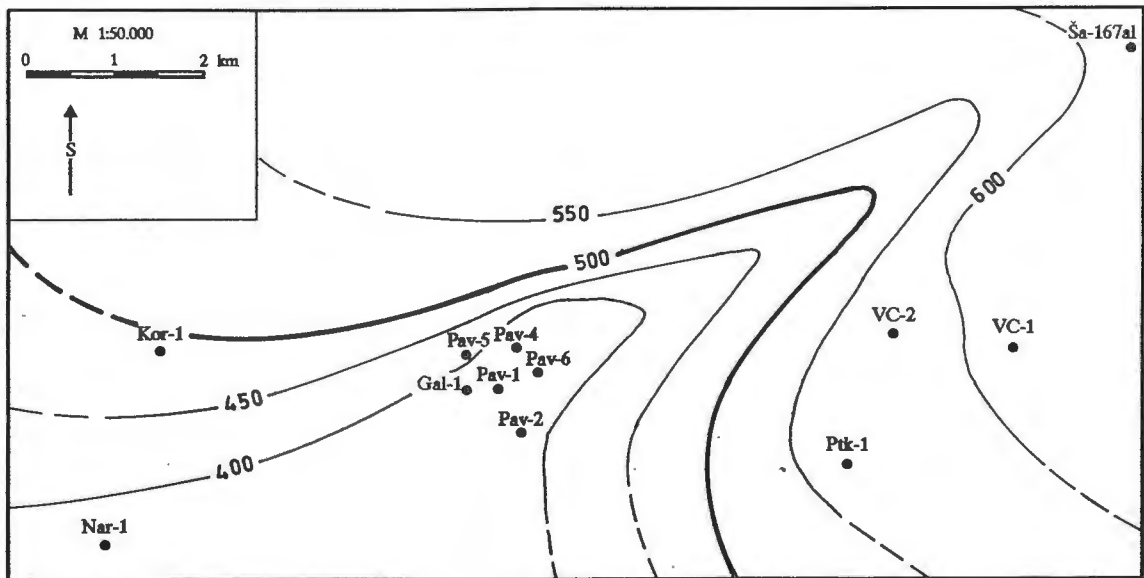 M 1:50.000
0 1 2 km
S
Ša-167al
600
550
500
Kor-1
VC-2
VC-1
Pav-5
Pav-4
Pav-6
Gal-1
Pav-1
450
Pav-2
400
Ptk-1
Nar-1